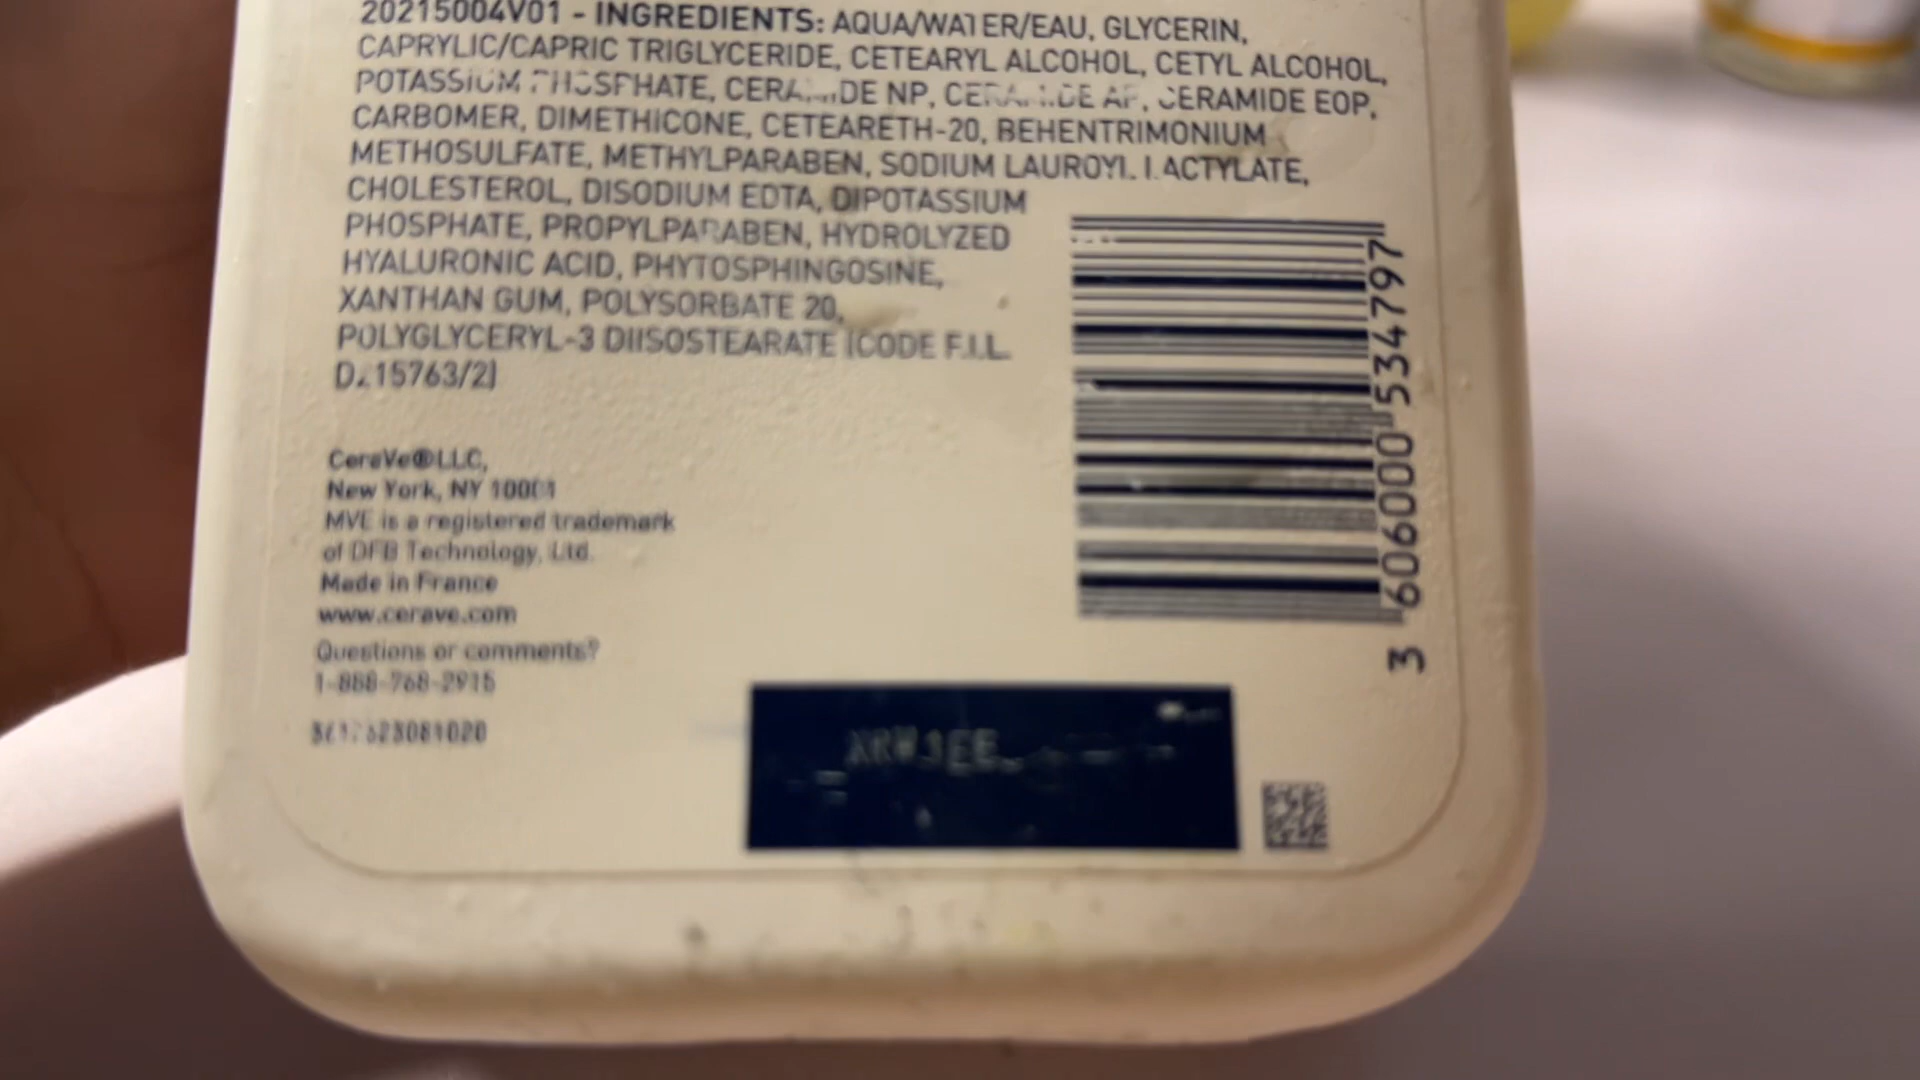 20215004V01 - INGREDIENTS: AQUA/WATER/EAU, GLYCERIN,
CAPRYLIC/CAPRIC TRIGLYCERIDE, CETEARYL ALCOHOL, CETYL ALCOHOL,
POTASSIUM PHOSPHATE, CERAMIDE NP, CERAMIDE AP, CERAMIDE EOP,
CARBOMER, DIMETHICONE, CETEARETH-20, BEHENTRIMONIUM
METHOSULFATE, METHYLPARABEN, SODIUM LAUROYL LACTYLATE,
CHOLESTEROL, DISODIUM EDTA, DIPOTASSIUM
PHOSPHATE, PROPYLPARABEN, HYDROLYZED
HYALURONIC ACID, PHYTOSPHINGOSINE,
XANTHAN GUM, POLYSORBATE 20,
POLYGLYCERYL-3 DIISOSTEARATE (CODE F.I.L.
CeraVe® LLC,
New York, NY 10001
MVE is a registered trademark
of DFB Technology, Ltd.
Made in France
www.cerave.com
Questions or comments?
1-888-768-2915
3 606000 534797